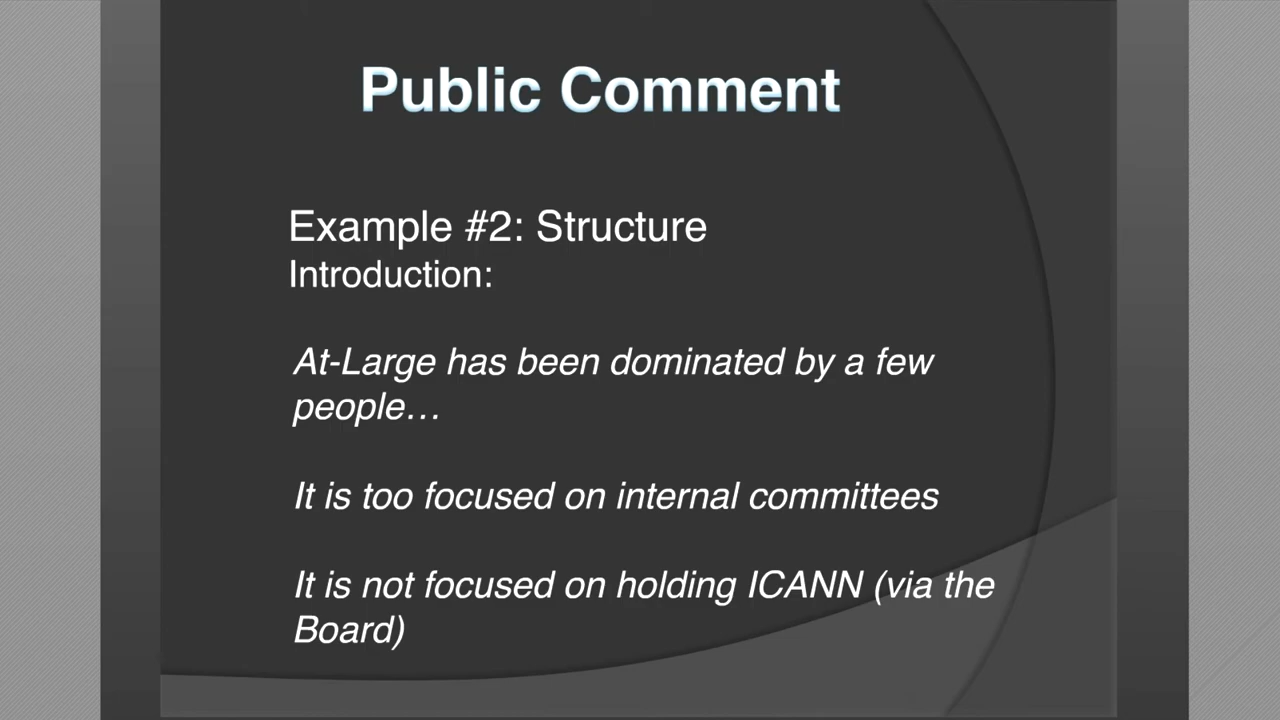 Public Comment
Example #2: Structure
Introduction:
At-Large has been dominated by a few
people…
It is too focused on internal committees
It is not focused on holding ICANN (via the
Board)